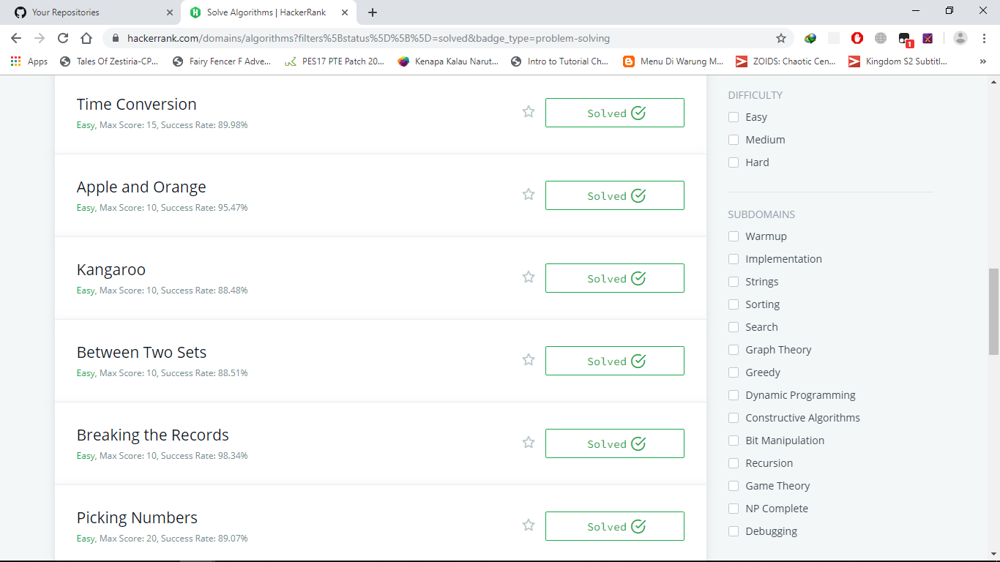 Your Repositories
Solve Algorithms | HackerRank
hackerrank.com/domains/algorithms?filters%5Bstatus%5D%5B%5D=solved&badge_type=problem-solving
1
Apps
Tales Of Zestiria-CP...
Fairy Fencer F Adve...
PES17 PTE Patch 20...
Kenapa Kalau Narut...
Intro to Tutorial Ch...
Menu Di Warung M...
ZOIDS: Chaotic Cen...
Kingdom S2 Subtitl...
Time Conversion
Easy, Max Score: 15, Success Rate: 89.98%
Solved
Apple and Orange
Easy, Max Score: 10, Success Rate: 95.47%
Solved
Kangaroo
Easy, Max Score: 10, Success Rate: 88.48%
Solved
Between Two Sets
Easy, Max Score: 10, Success Rate: 88.51%
Solved
Breaking the Records
Easy, Max Score: 10, Success Rate: 98.34%
Solved
Picking Numbers
Easy, Max Score: 20, Success Rate: 89.07%
Solved
DIFFICULTY
Easy
Medium
Hard
SUBDOMAINS
Warmup
Implementation
Strings
Sorting
Search
Graph Theory
Greedy
Dynamic Programming
Constructive Algorithms
Bit Manipulation
Recursion
Game Theory
NP Complete
Debugging